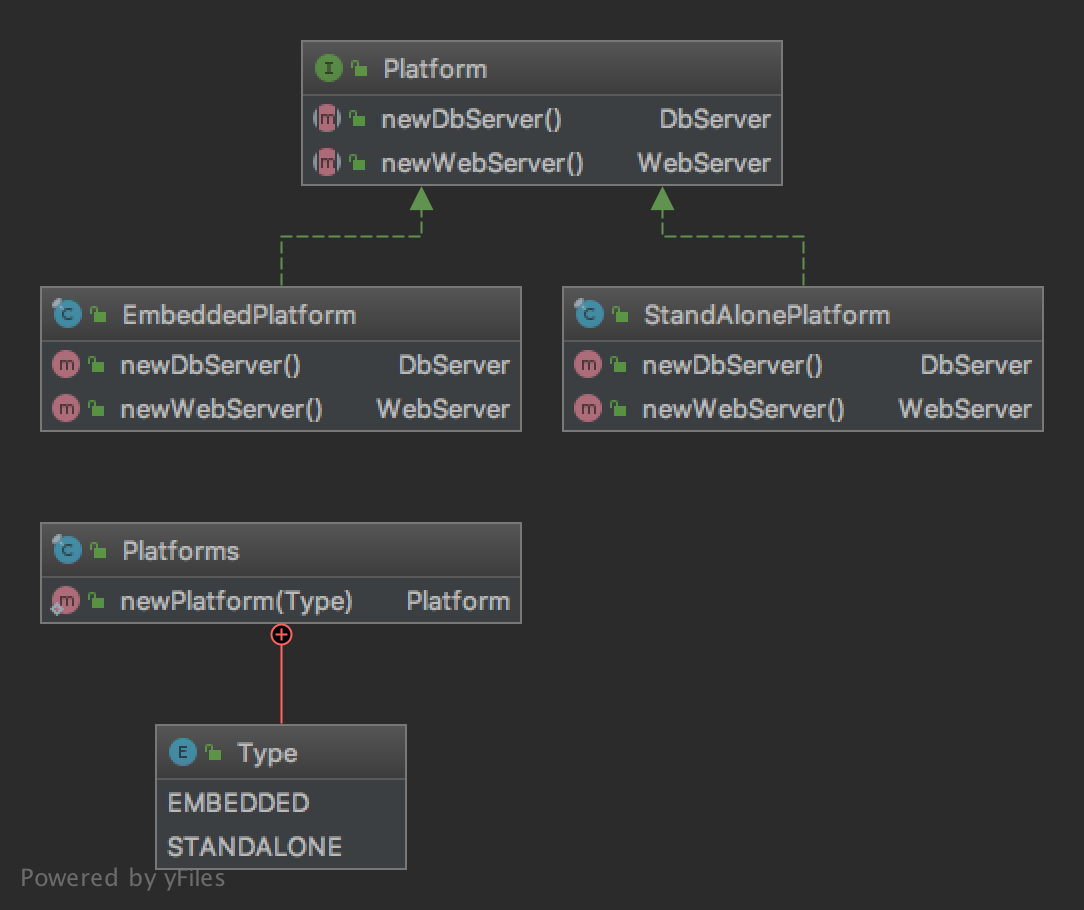 Platform
newDbServer() DbServer
newWebServer() WebServer
EmbeddedPlatform
newDbServer() DbServer
newWebServer() WebServer
StandAlonePlatform
newDbServer() DbServer
newWebServer() WebServer
Platforms
newPlatform(Type) Platform
Type
EMBEDDED
STANDALONE
Powered by yFiles